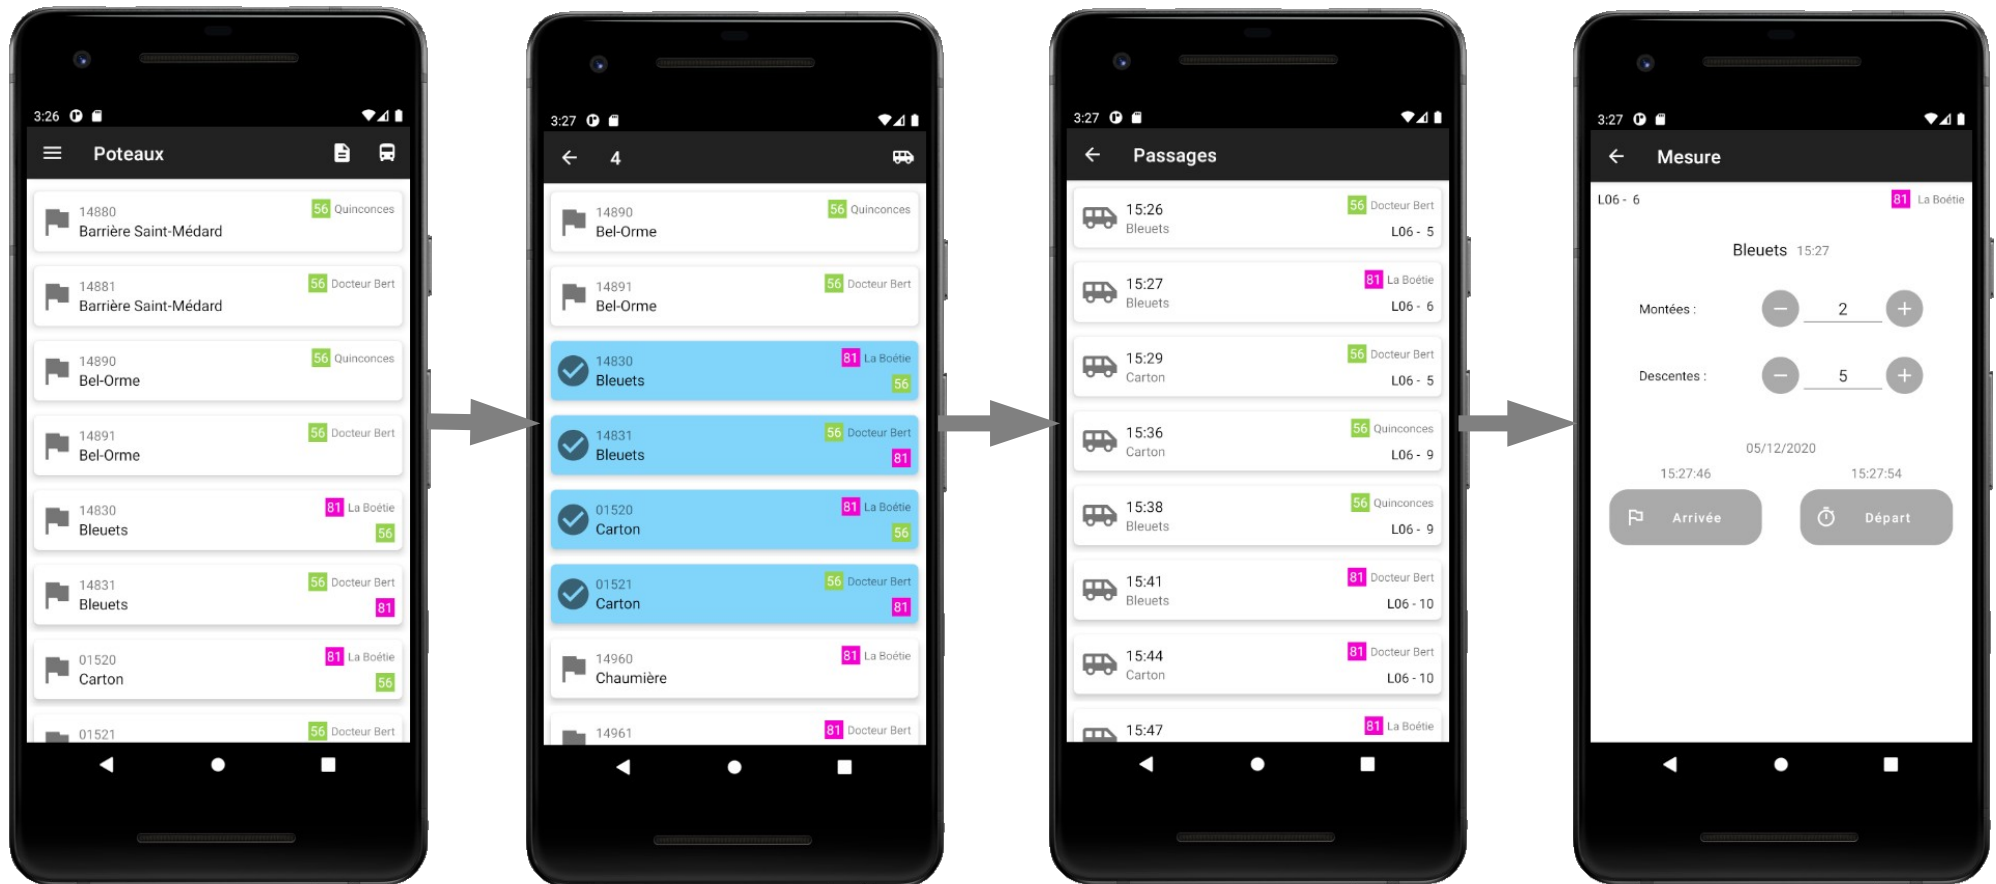 3:26
Poteaux
14880
56 Quinconces
Barrière Saint-Médard
14881
56 Docteur Bert
Barrière Saint-Médard
14890
56 Quinconces
Bel-Orme
14891
56 Docteur Bert
Bel-Orme
14830
81 La Boétie
Bleuets
56
14831
56 Docteur Bert
Bleuets
81
01520
81 La Boétie
Carton
56
01521
56 Docteur Bert
3:27
4
14890
56 Quinconces
Bel-Orme
14891
56 Docteur Bert
Bel-Orme
14830
81 La Boétie
Bleuets
56
14831
56 Docteur Bert
Bleuets
81
01520
81 La Boétie
Carton
56
01521
56 Docteur Bert
Carton
81
14960
81 La Boétie
Chaumière
14961
81 Docteur Bert
3:27
Passages
15:26
56 Docteur Bert
Bleuets
L06 - 5
15:27
81 La Boétie
Bleuets
L06 - 6
15:29
56 Docteur Bert
Carton
L06 - 5
15:36
56 Quinconces
Carton
L06 - 9
15:38
56 Quinconces
Bleuets
L06 - 9
15:41
81 Docteur Bert
Bleuets
L06 - 10
15:44
81 Docteur Bert
Carton
L06 - 10
15:47
81 La Boétie
3:27
Mesure
L06 - 6
81 La Boétie
Bleuets 15:27
Montées : 2
Descentes : 5
05/12/2020
15:27:46
15:27:54
Arrivée
Départ